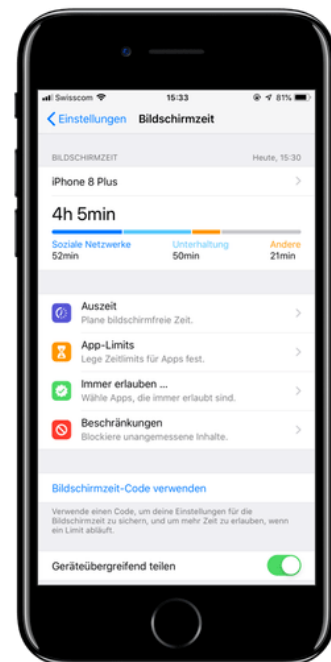 Swisscom 15:33 81%
Einstellungen Bildschirmzeit
BILDSCHIRMZEIT Heute, 15:30
iPhone 8 Plus
4h 5min
Soziale Netzwerke Unterhaltung Andere
52min 50min 21min
Auszeit
Plane bildschirmfreie Zeit.
App-Limits
Lege Zeitlimits für Apps fest.
Immer erlauben ...
Wähle Apps, die immer erlaubt sind.
Beschränkungen
Blockiere unangemessene Inhalte.
Bildschirmzeit-Code verwenden
Verwende einen Code, um deine Einstellungen für die
Bildschirmzeit zu sichern, und um mehr Zeit zu erlauben, wenn
ein Limit abläuft.
Geräteübergreifend teilen